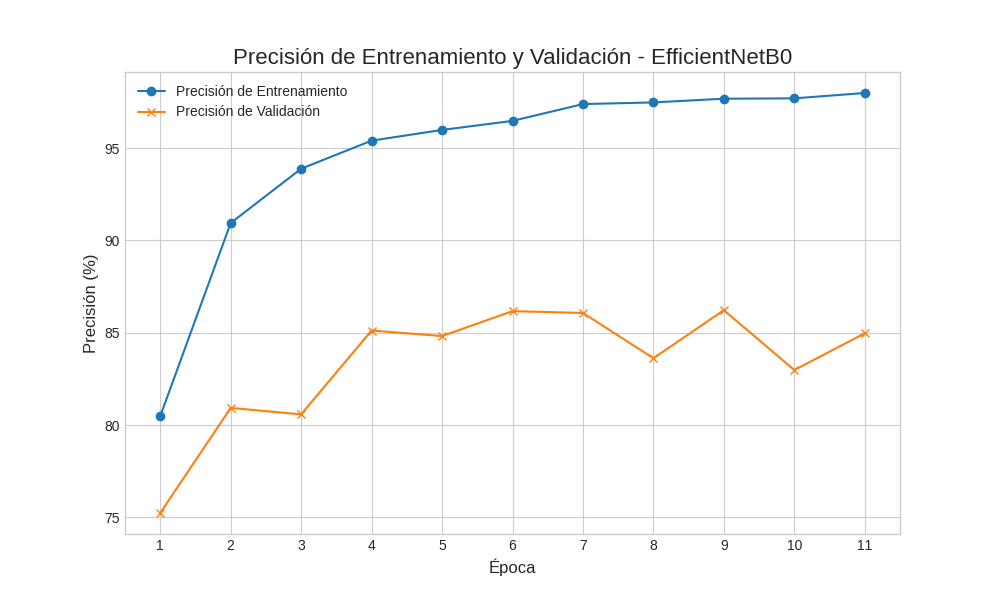 Precisión de Entrenamiento y Validación - EfficientNetB0
Precisión de Entrenamiento
Precisión de Validación
Precisión (%)
95
90
85
80
75
1 2 3 4 5 6 7 8 9 10 11
Época